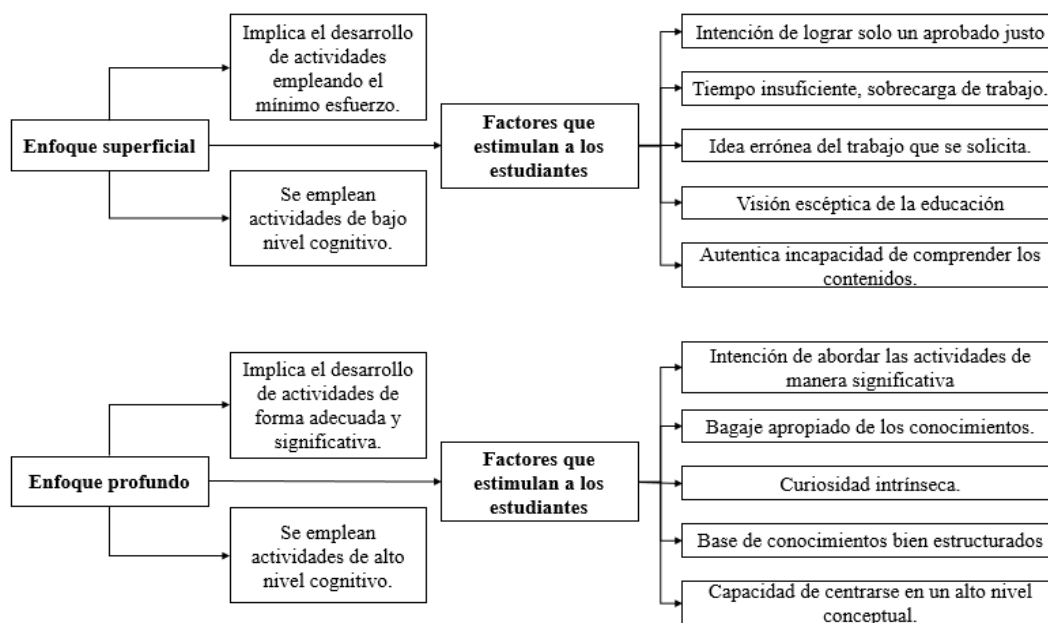 Implica el desarrollo
de actividades
empleando el
mínimo esfuerzo.
Enfoque superficial
Se emplean
actividades de bajo
nivel cognitivo.
Factores que
estimulan a los
estudiantes
Intención de lograr solo un aprobado justo
Tiempo insuficiente, sobrecarga de trabajo.
Idea errónea del trabajo que se solicita.
Visión escéptica de la educación
Autentica incapacidad de comprender los
contenidos.
Implica el desarrollo
de actividades de
forma adecuada y
significativa.
Enfoque profundo
Se emplean
actividades de alto
nivel cognitivo.
Factores que
estimulan a los
estudiantes
Intención de abordar las actividades de
manera significativa
Bagaje apropiado de los conocimientos.
Curiosidad intrínseca.
Base de conocimientos bien estructurados
Capacidad de centrarse en un alto nivel
conceptual.